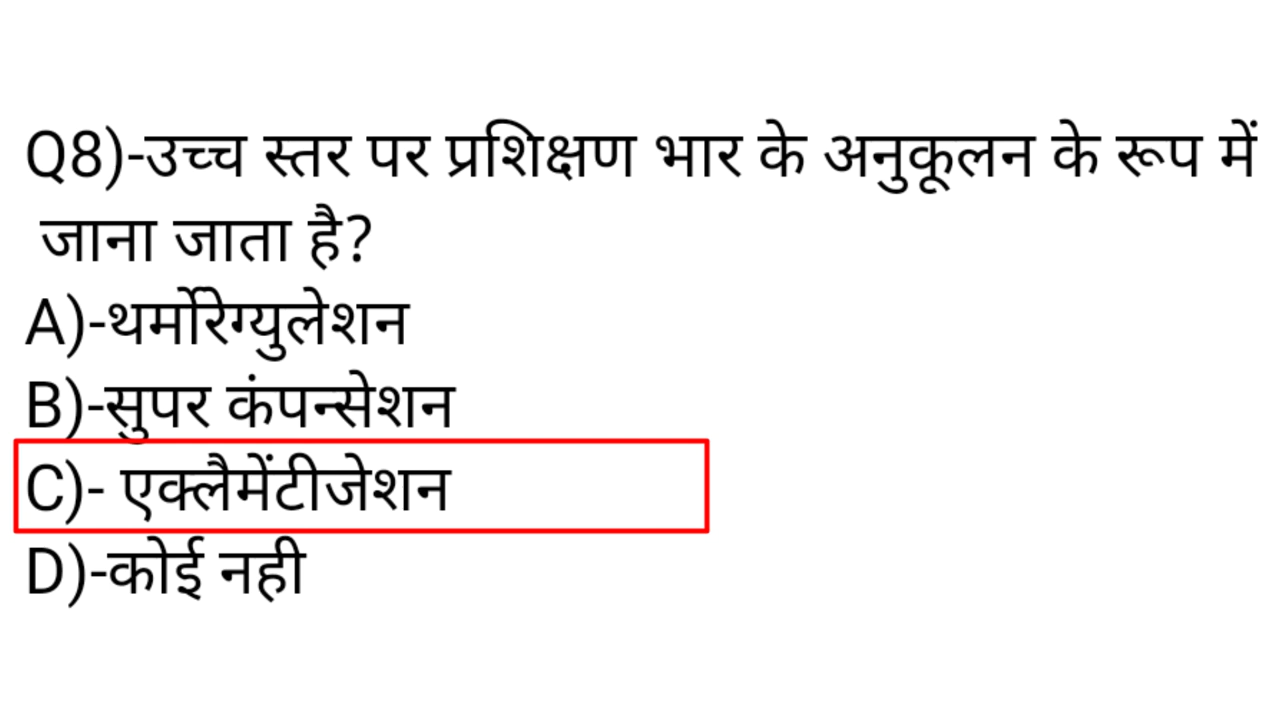 Q8)-उच्च स्तर पर प्रशिक्षण भार के अनुकूलन के रूप में
जाना जाता है?
A)-थर्मोरेग्युलेशन
B)-सुपर कंपन्सेशन
C)- एक्लैमेंटीजेशन
D)-कोई नही